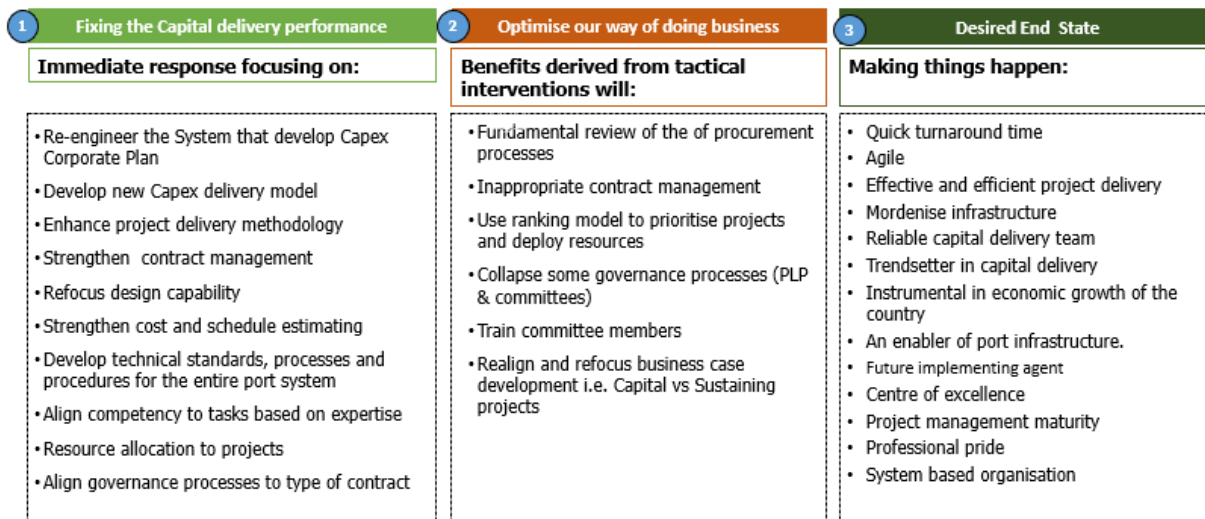 1
Fixing the Capital delivery performance
Immediate response focusing on:
• Re-engineer the System that develop Capex
Corporate Plan
• Develop new Capex delivery model
• Enhance project delivery methodology
• Strengthen contract management
• Refocus design capability
• Strengthen cost and schedule estimating
• Develop technical standards, processes and
procedures for the entire port system
• Align competency to tasks based on expertise
• Resource allocation to projects
• Align governance processes to type of contract
2
Optimise our way of doing business
Benefits derived from tactical
interventions will:
• Fundamental review of the of procurement
processes
• Inappropriate contract management
• Use ranking model to prioritise projects
and deploy resources
• Collapse some governance processes (PLP
& committees)
• Train committee members
• Realign and refocus business case
development i.e. Capital vs Sustaining
projects
3
Desired End State
Making things happen:
• Quick turnaround time
• Agile
• Effective and efficient project delivery
• Mordenise infrastructure
• Reliable capital delivery team
• Trendsetter in capital delivery
• Instrumental in economic growth of the
country
• An enabler of port infrastructure.
• Future implementing agent
• Centre of excellence
• Project management maturity
• Professional pride
• System based organisation